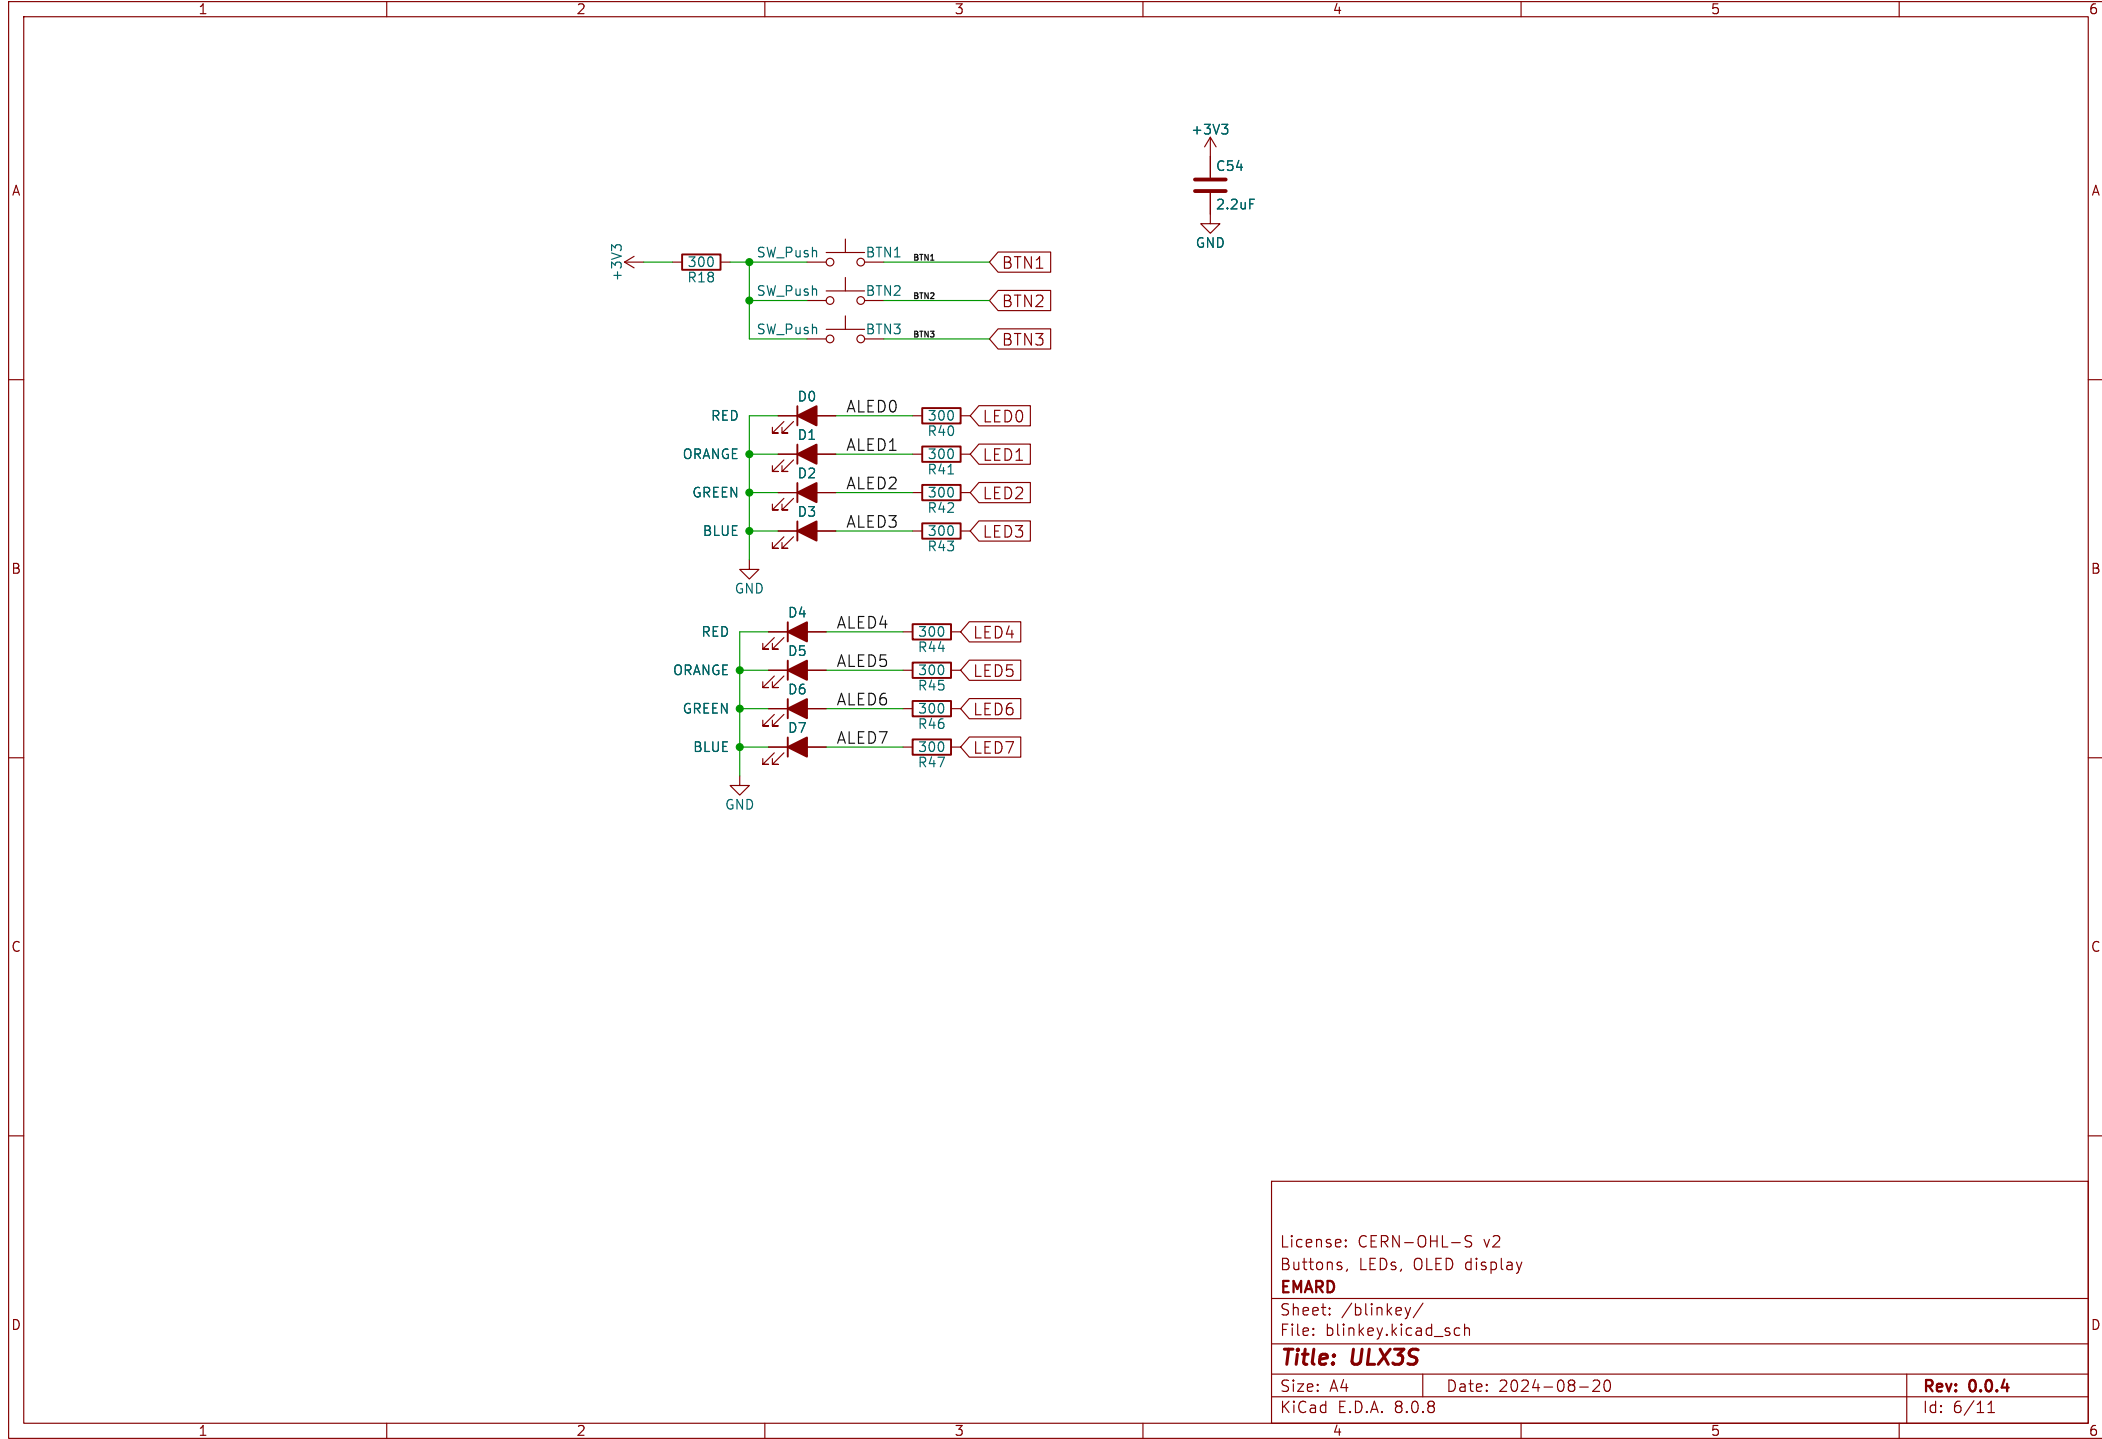 1 2 3 4 5 6
+3V3
C54
A A
2.2uF
GND
+3V3
300
R18
SW_Push BTN1 BTN1 BTN1
SW_Push BTN2 BTN2 BTN2
SW_Push BTN3 BTN3 BTN3
D0
RED ALED0 300 LED0
R40
D1
ORANGE ALED1 300 LED1
R41
D2
GREEN ALED2 300 LED2
R42
D3
BLUE ALED3 300 LED3
R43
B B
GND
D4
RED ALED4 300 LED4
R44
D5
ORANGE ALED5 300 LED5
R45
D6
GREEN ALED6 300 LED6
R46
D7
BLUE ALED7 300 LED7
R47
GND
C C
License: CERN-OHL-S v2
Buttons, LEDs, OLED display
EMARD
Sheet: /blinkey/
D D
File: blinkey.kicad_sch
Title: ULX3S
Size: A4 Date: 2024-08-20 Rev: 0.0.4
KiCad E.D.A. 8.0.8 Id: 6/11
1 2 3 4 5 6